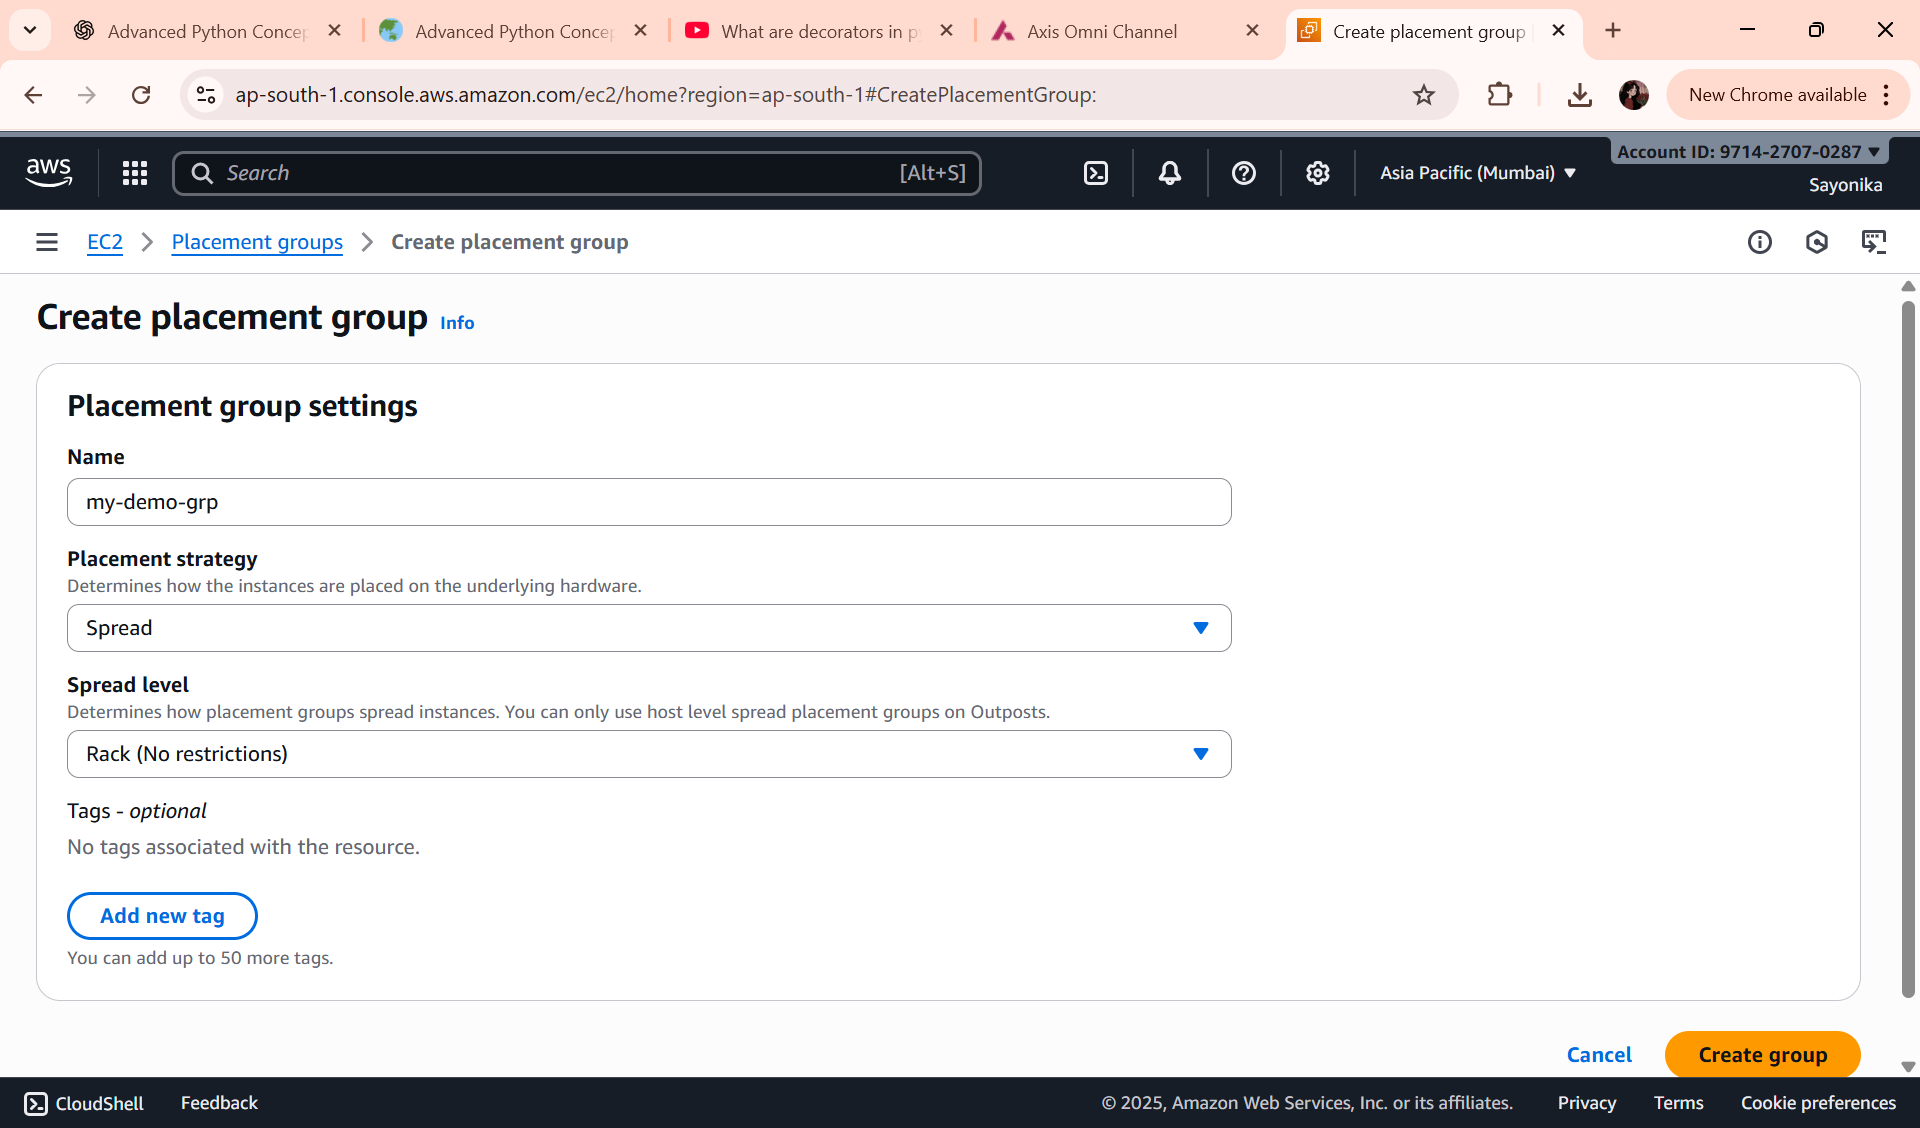 Advanced Python Concep
Advanced Python Concep
What are decorators in p
Axis Omni Channel
Create placement group
ap-south-1.console.aws.amazon.com/ec2/home?region=ap-south-1#CreatePlacementGroup:
New Chrome available
aws
Search
[Alt+S]
Asia Pacific (Mumbai)
Account ID: 9714-2707-0287
Sayonika
EC2
Placement groups
Create placement group
Create placement group Info
Placement group settings
Name
my-demo-grp
Placement strategy
Determines how the instances are placed on the underlying hardware.
Spread
Spread level
Determines how placement groups spread instances. You can only use host level spread placement groups on Outposts.
Rack (No restrictions)
Tags - optional
No tags associated with the resource.
Add new tag
You can add up to 50 more tags.
Cancel
Create group
CloudShell
Feedback
© 2025, Amazon Web Services, Inc. or its affiliates.
Privacy
Terms
Cookie preferences